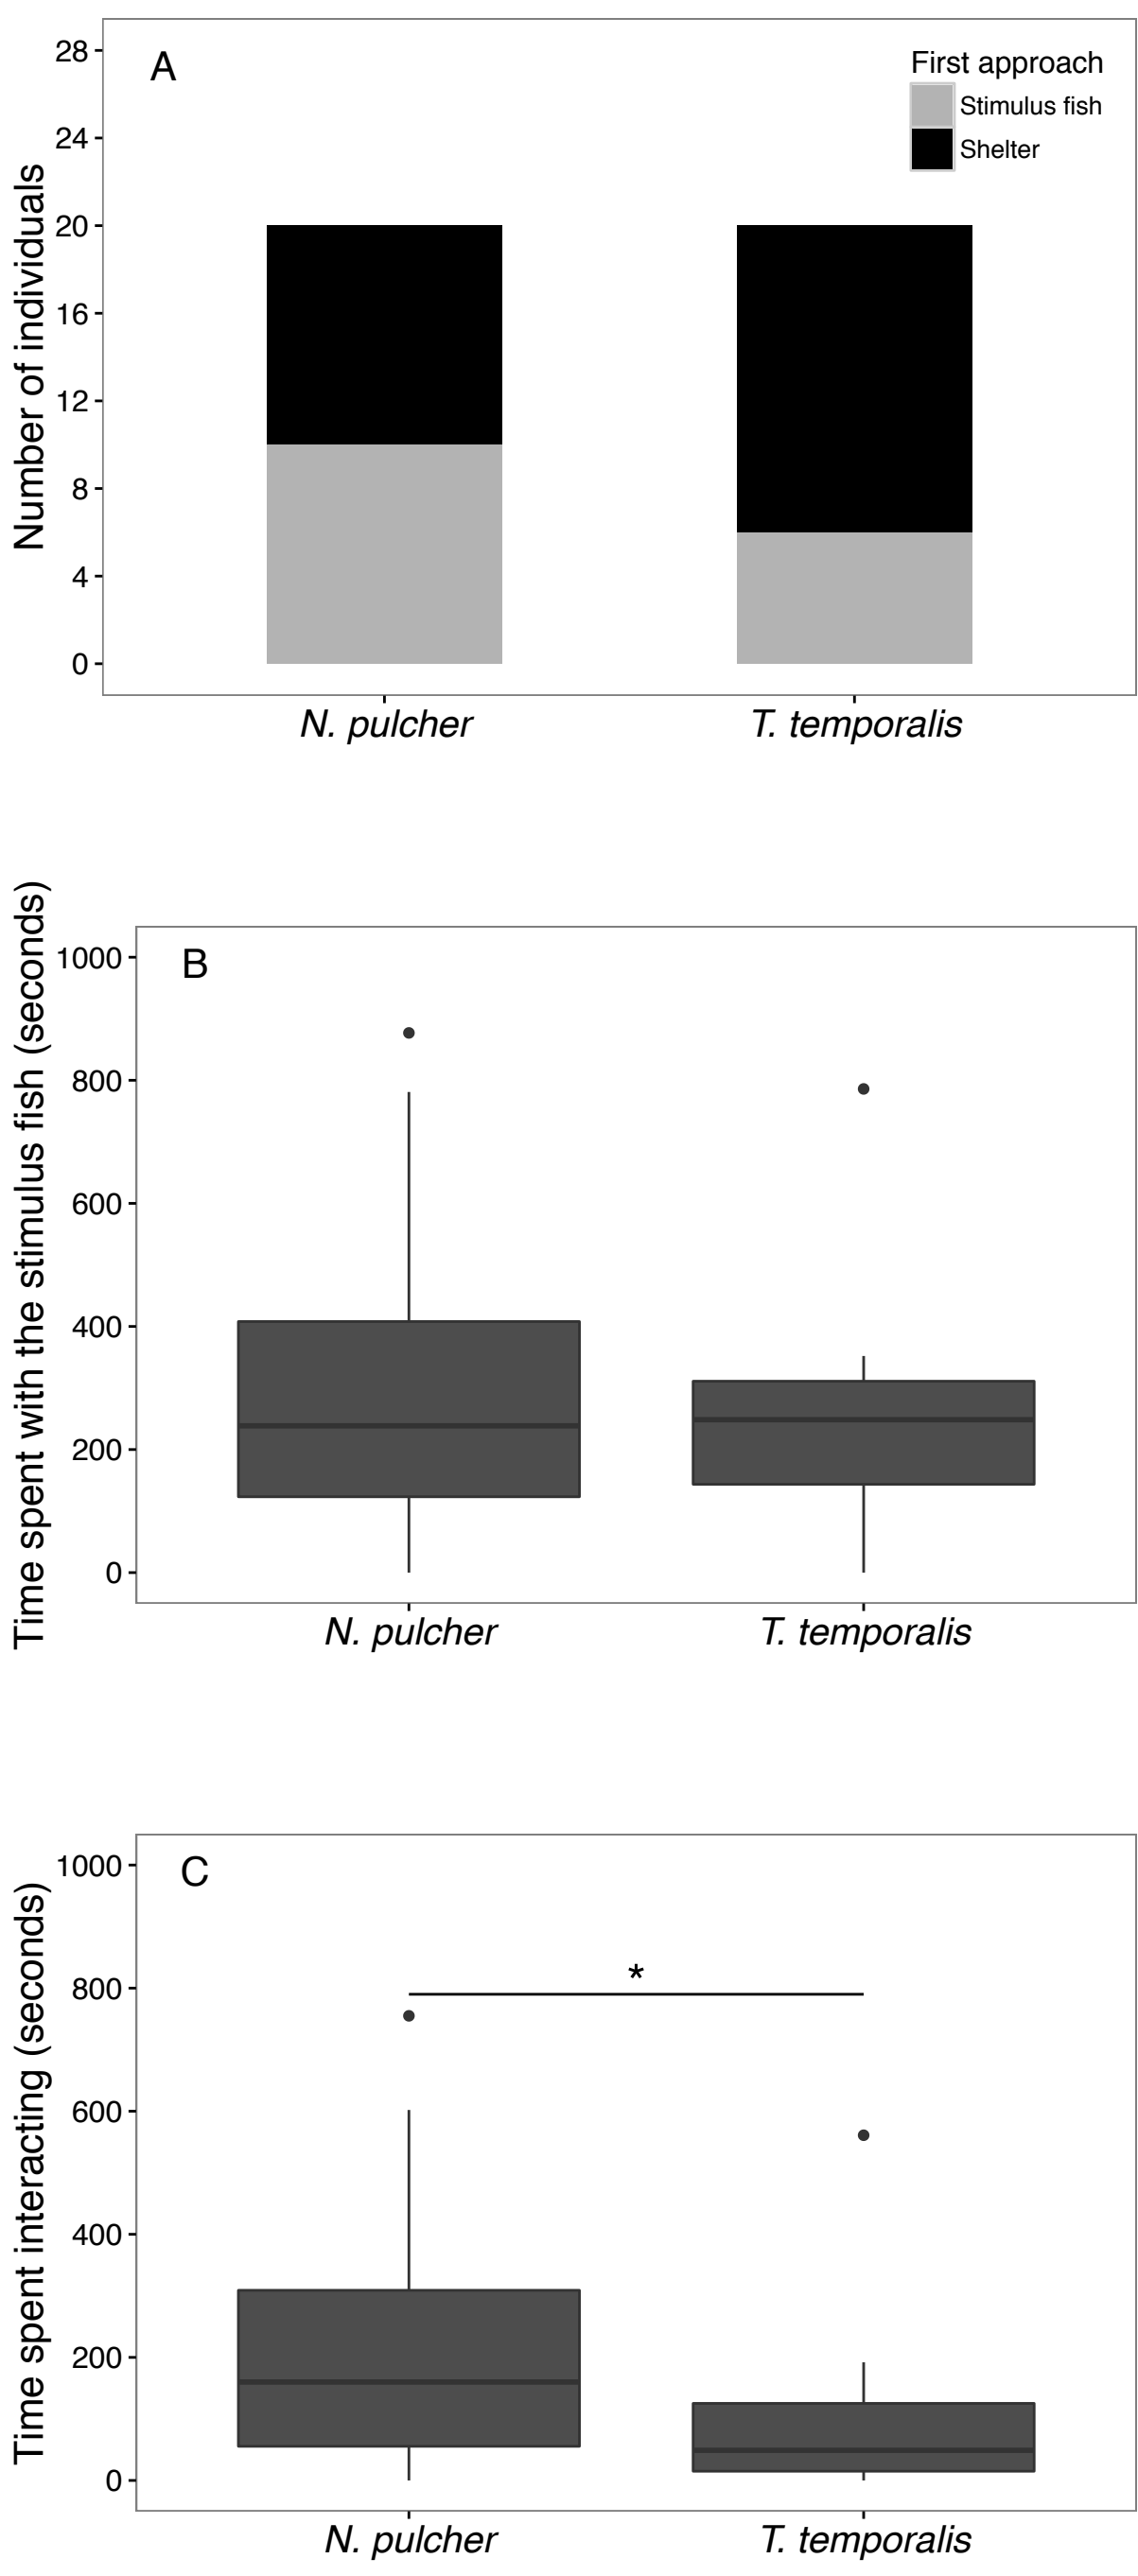 A
First approach
Stimulus fish
Shelter
Number of individuals
28
24
20
16
12
8
4
0
N. pulcher
T. temporalis
B
Time spent with the stimulus fish (seconds)
1000
800
600
400
200
0
N. pulcher
T. temporalis
C
Time spent interacting (seconds)
1000
800
600
400
200
0
*
N. pulcher
T. temporalis